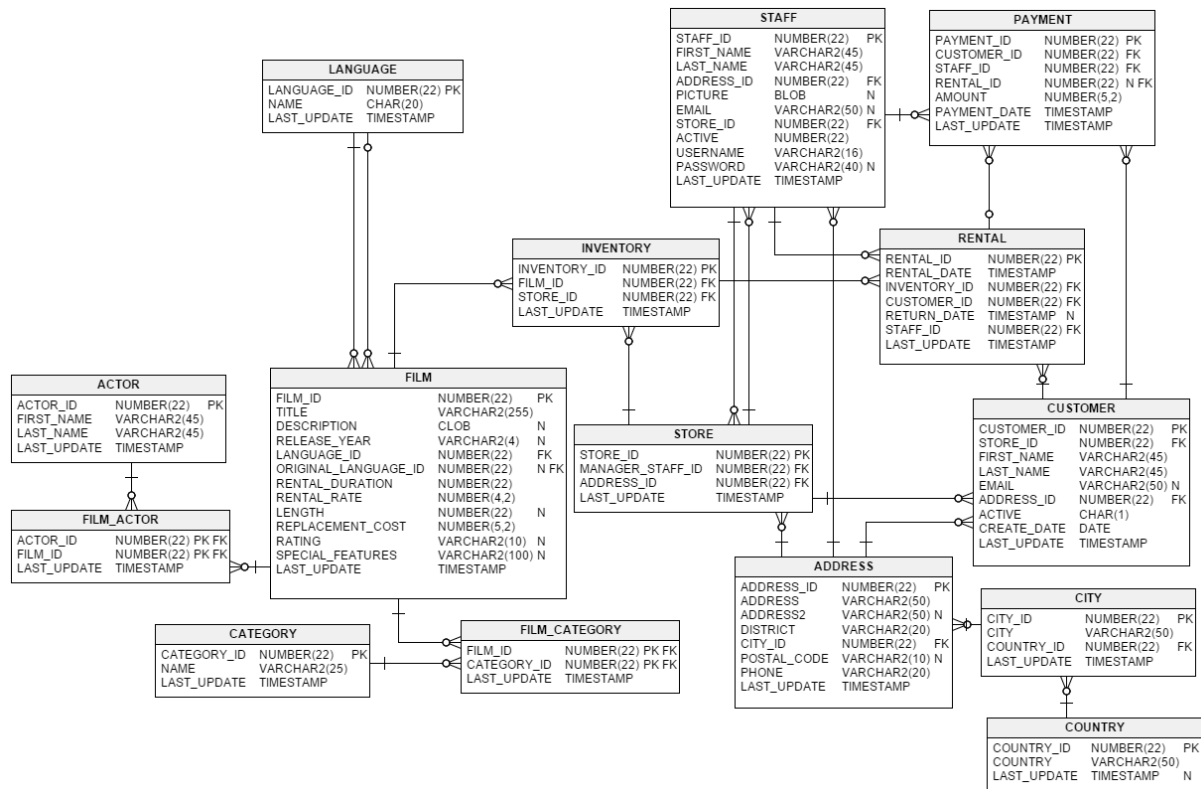 STAFF
STAFF_ID NUMBER(22) PK
FIRST_NAME VARCHAR2(45)
LAST_NAME VARCHAR2(45)
ADDRESS_ID NUMBER(22) FK
PICTURE BLOB N
EMAIL VARCHAR2(50) N
STORE_ID NUMBER(22) FK
ACTIVE NUMBER(22)
USERNAME VARCHAR2(16)
PASSWORD VARCHAR2(40) N
LAST_UPDATE TIMESTAMP
PAYMENT
PAYMENT_ID NUMBER(22) PK
CUSTOMER_ID NUMBER(22) FK
STAFF_ID NUMBER(22) FK
RENTAL_ID NUMBER(22) N FK
AMOUNT NUMBER(5,2)
PAYMENT_DATE TIMESTAMP
LAST_UPDATE TIMESTAMP
LANGUAGE
LANGUAGE_ID NUMBER(22) PK
NAME CHAR(20)
LAST_UPDATE TIMESTAMP
INVENTORY
INVENTORY_ID NUMBER(22) PK
FILM_ID NUMBER(22) FK
STORE_ID NUMBER(22) FK
LAST_UPDATE TIMESTAMP
RENTAL
RENTAL_ID NUMBER(22) PK
RENTAL_DATE TIMESTAMP
INVENTORY_ID NUMBER(22) FK
CUSTOMER_ID NUMBER(22) FK
RETURN_DATE TIMESTAMP N
STAFF_ID NUMBER(22) FK
LAST_UPDATE TIMESTAMP
ACTOR
ACTOR_ID NUMBER(22) PK
FIRST_NAME VARCHAR2(45)
LAST_NAME VARCHAR2(45)
LAST_UPDATE TIMESTAMP
FILM
FILM_ID NUMBER(22) PK
TITLE VARCHAR2(255)
DESCRIPTION CLOB N
RELEASE_YEAR VARCHAR2(4) N
LANGUAGE_ID NUMBER(22) FK
ORIGINAL_LANGUAGE_ID NUMBER(22) N FK
RENTAL_DURATION NUMBER(22)
RENTAL_RATE NUMBER(4,2)
LENGTH NUMBER(22) N
REPLACEMENT_COST NUMBER(5,2)
RATING VARCHAR2(10) N
SPECIAL_FEATURES VARCHAR2(100) N
LAST_UPDATE TIMESTAMP
STORE
STORE_ID NUMBER(22) PK
MANAGER_STAFF_ID NUMBER(22) FK
ADDRESS_ID NUMBER(22) FK
LAST_UPDATE TIMESTAMP
CUSTOMER
CUSTOMER_ID NUMBER(22) PK
STORE_ID NUMBER(22) FK
FIRST_NAME VARCHAR2(45)
LAST_NAME VARCHAR2(45)
EMAIL VARCHAR2(50) N
ADDRESS_ID NUMBER(22) FK
ACTIVE CHAR(1)
CREATE_DATE DATE
LAST_UPDATE TIMESTAMP
FILM_ACTOR
ACTOR_ID NUMBER(22) PK FK
FILM_ID NUMBER(22) PK FK
LAST_UPDATE TIMESTAMP
ADDRESS
ADDRESS_ID NUMBER(22) PK
ADDRESS VARCHAR2(50)
ADDRESS2 VARCHAR2(50) N
DISTRICT VARCHAR2(20)
CITY_ID NUMBER(22) FK
POSTAL_CODE VARCHAR2(10) N
PHONE VARCHAR2(20)
LAST_UPDATE TIMESTAMP
CITY
CITY_ID NUMBER(22) PK
CITY VARCHAR2(50)
COUNTRY_ID NUMBER(22) FK
LAST_UPDATE TIMESTAMP
CATEGORY
CATEGORY_ID NUMBER(22) PK
NAME VARCHAR2(25)
LAST_UPDATE TIMESTAMP
FILM_CATEGORY
FILM_ID NUMBER(22) PK FK
CATEGORY_ID NUMBER(22) PK FK
LAST_UPDATE TIMESTAMP
COUNTRY
COUNTRY_ID NUMBER(22) PK
COUNTRY VARCHAR2(50)
LAST_UPDATE TIMESTAMP N